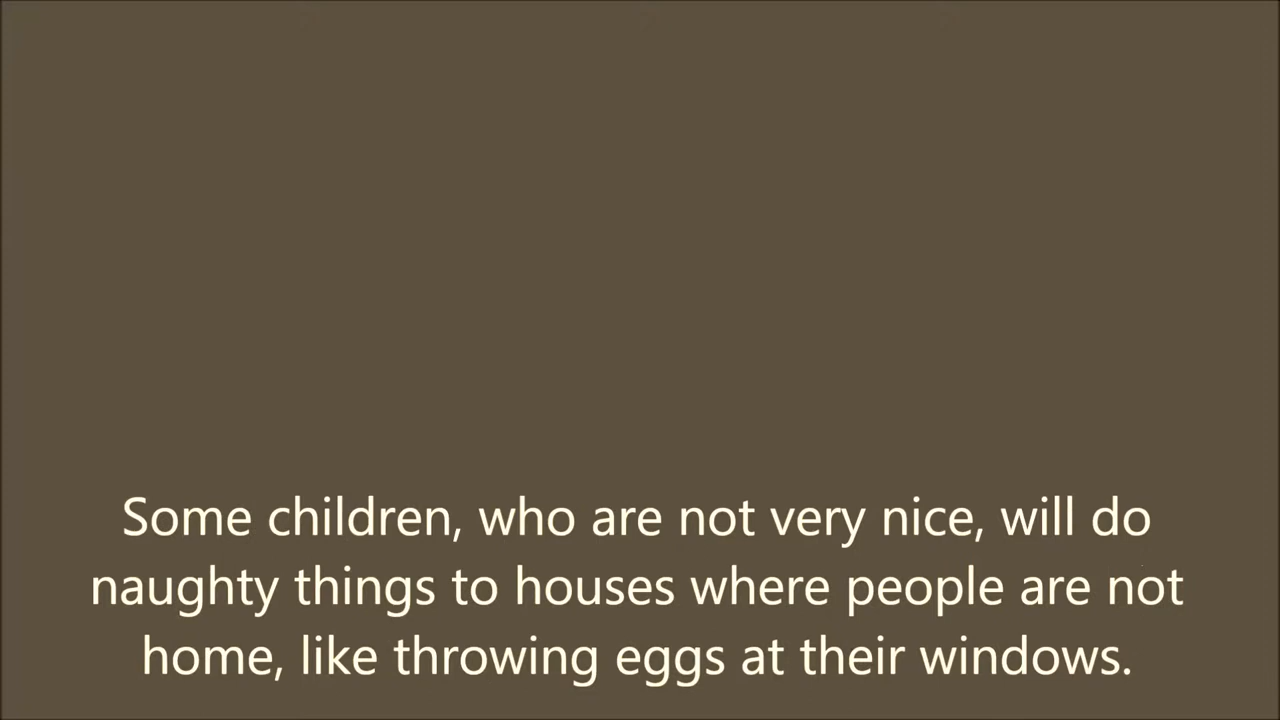 Some children, who are not very nice, will do
naughty things to houses where people are not
home, like throwing eggs at their windows.